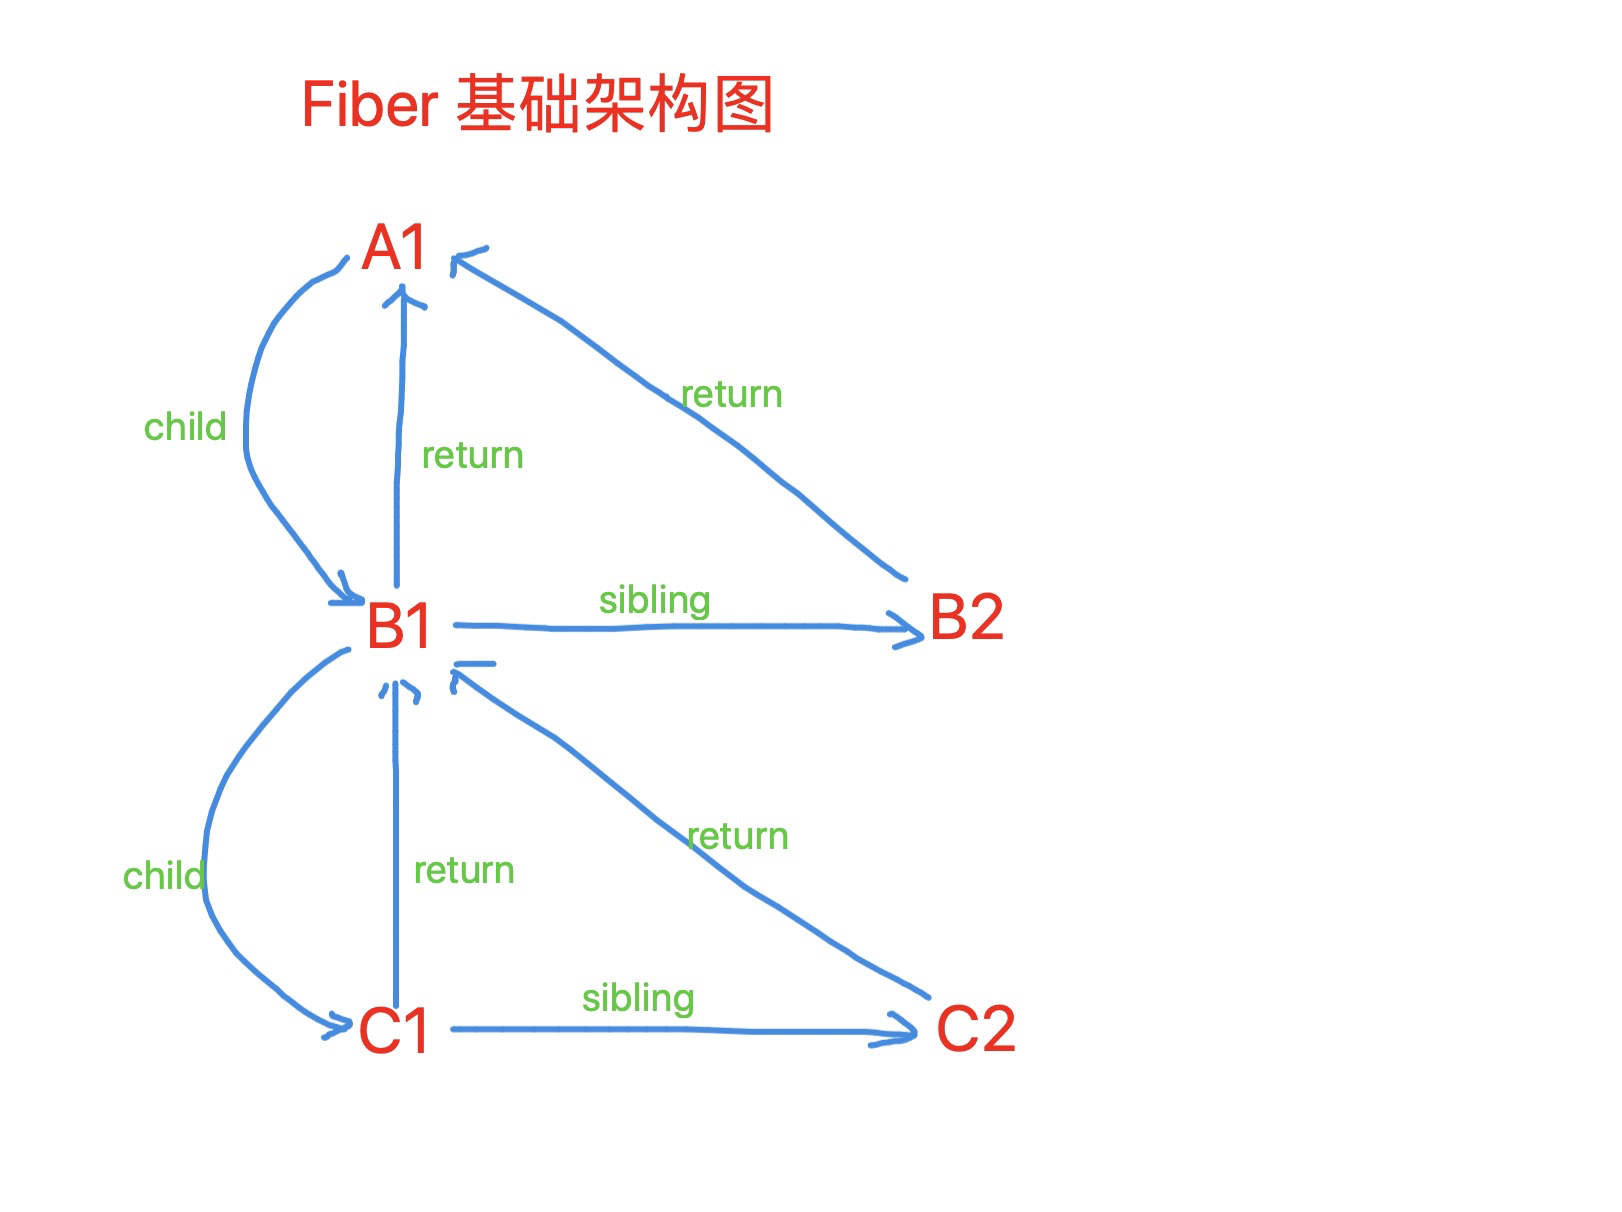 Fiber 基础架构图
A1
return
child
return
sibling
B1
B2
return
child
return
sibling
C1
C2